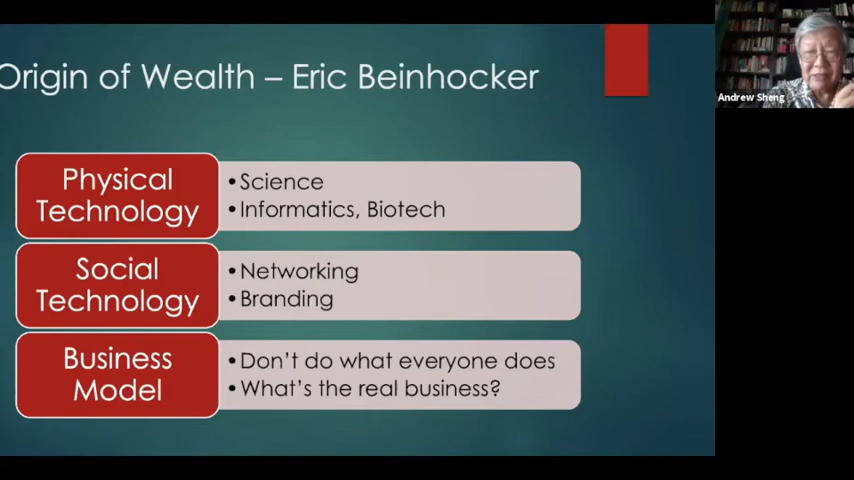 Origin of Wealth – Eric Beinhocker
Andrew Sheng
Physical
Technology
•Science
•Informatics, Biotech
Social
Technology
•Networking
•Branding
Business
Model
•Don't do what everyone does
•What's the real business?